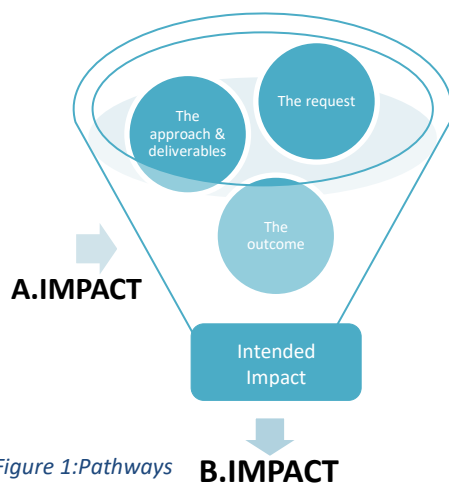 The request
The
approach &
deliverables
The
outcome
A.IMPACT
Intended
Impact
Figure 1:Pathways
B.IMPACT